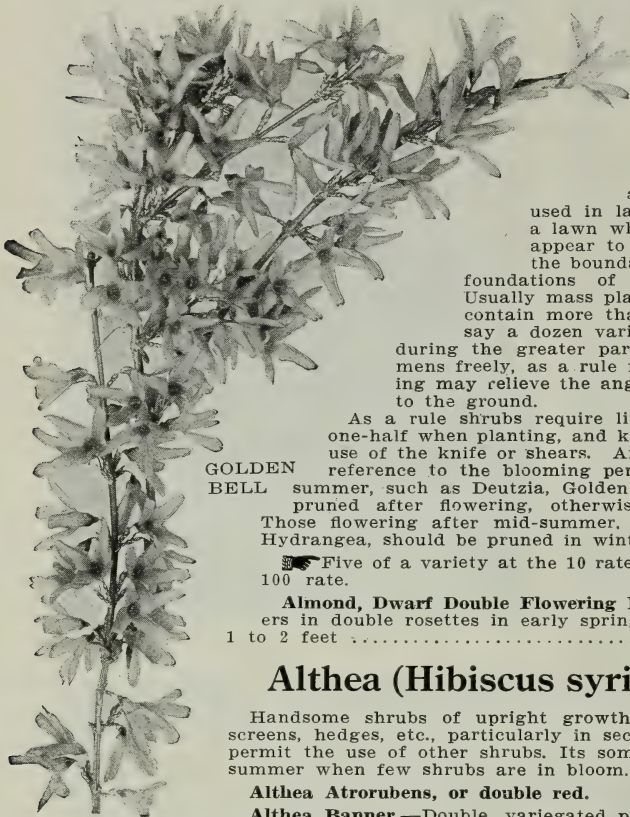 used in la
a lawn wh
appear to
the bounda
foundations of
Usually mass pla
contain more tha
say a dozen vari
during the greater par
mens freely, as a rule
ing may relieve the ang
to the ground.
As a rule shrubs require li
one-half when planting, and k
use of the knife or shears. A
GOLDEN
BELL
reference to the blooming per
summer, such as Deutzia, Golden
pruned after flowering, otherwis
Those flowering after mid-summer,
Hydrangea, should be pruned in wint
Five of a variety at the 10 rate
100 rate.
Almond, Dwarf Double Flowering
ers in double rosettes in early sprin
1 to 2 feet ........................
Althea (Hibiscus syri
Handsome shrubs of upright growth
screens, hedges, etc., particularly in sec
permit the use of other shrubs. Its som
summer when few shrubs are in bloom.
Althea Atrorubens, or double red.
Althea Banner—Double, variegated p